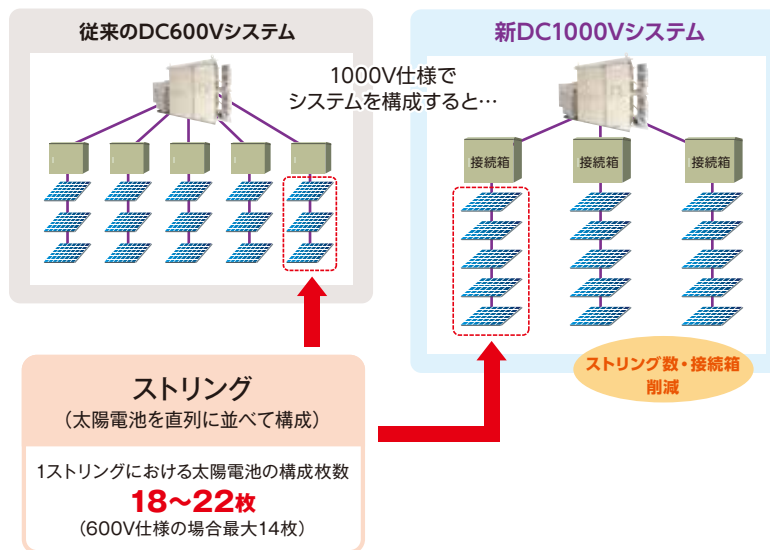 従来のDC600Vシステム
新DC1000Vシステム
1000V仕様で
システムを構成すると…
接続箱
接続箱
接続箱
ストリング数・接続箱
削減
ストリング
（太陽電池を直列に並べて構成）
1ストリングにおける太陽電池の構成枚数
18〜22枚
（600V仕様の場合最大14枚）